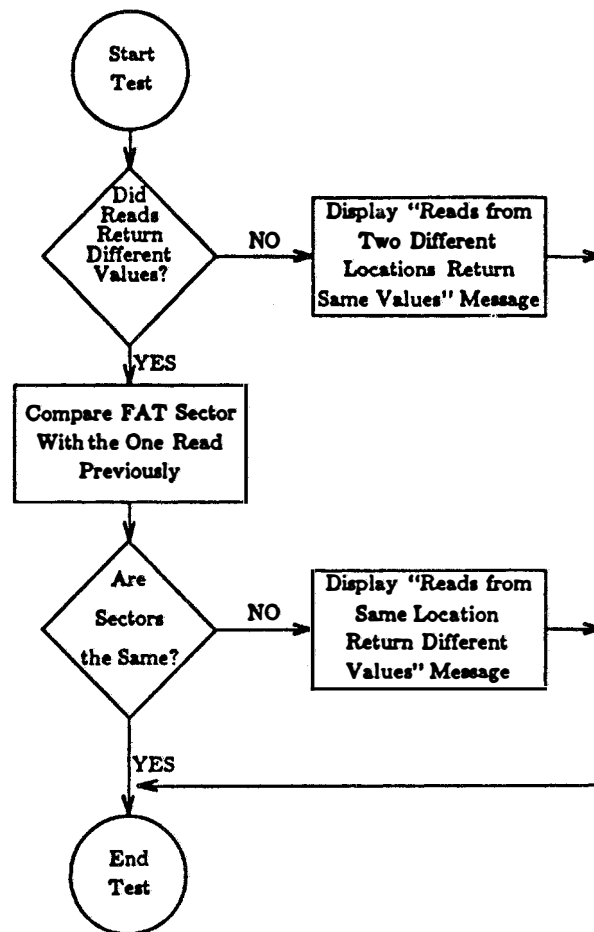 Start
Test
Did
Reads
Return
Different
Values?
NO
Display “Reads from
Two Different
Locations Return
Same Values" Message
YES
Compare FAT Sector
With the One Read
Previously
Are
Sectors
the Same?
NO
Display “Reads from
Same Location
Return Different
Values" Message
YES
End
Test